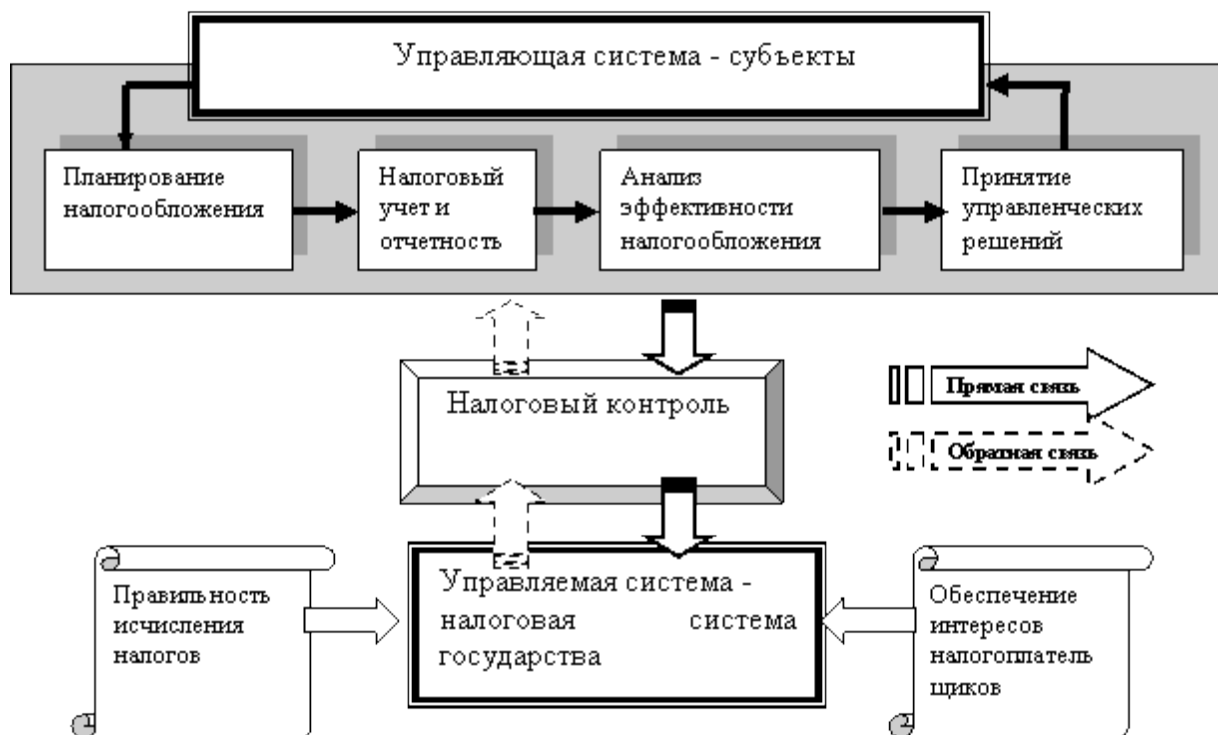 Управляющая система - субъекты
Планирование
налогообложения
Налоговый
учет и
отчетность
Анализ
эффективности
налогообложения
Принятие
управленческих
решений
Налоговый контроль
Прямая связь
Обратная связь
Правильность
исчисления
налогов
Управляемая система -
налоговая система
государства
Обеспечение
интересов
налогоплатель
щиков